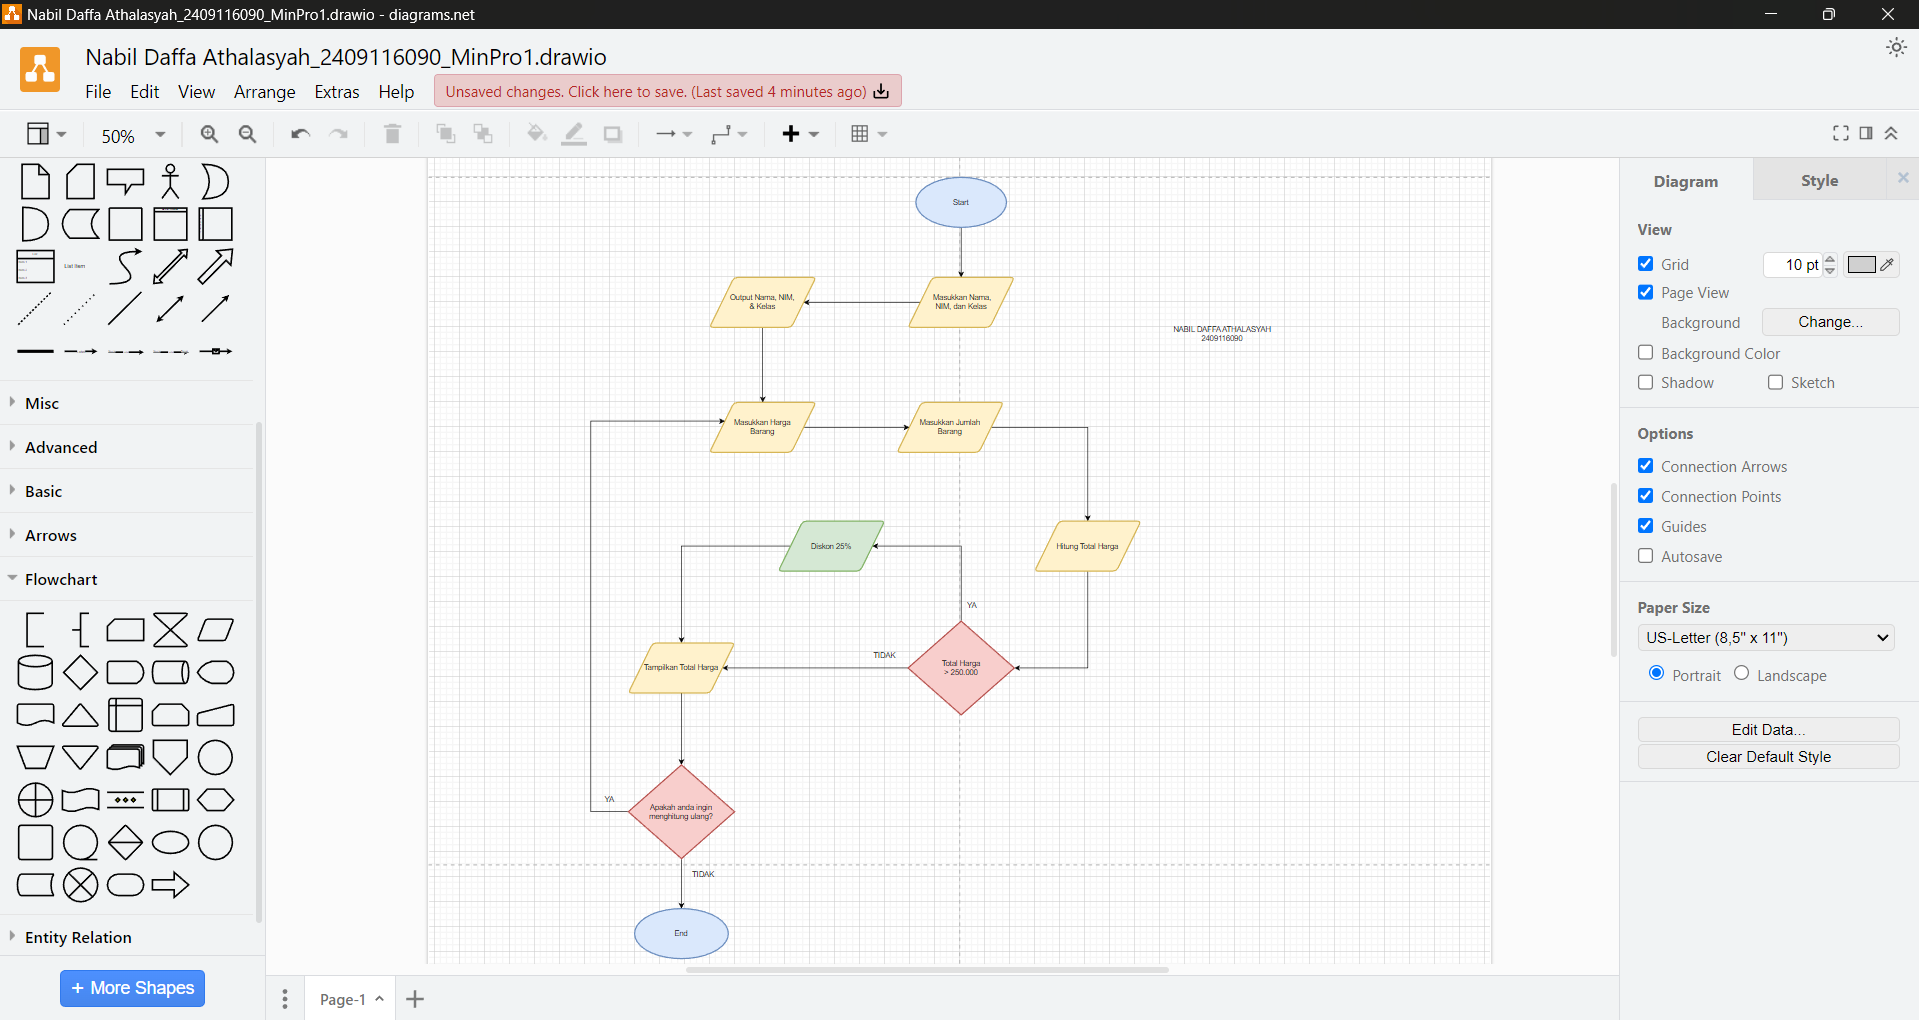 Nabil Daffa Athalasyah_2409116090_MinPro1.drawio - diagrams.net
Nabil Daffa Athalasyah_2409116090_MinPro1.drawio
File Edit View Arrange Extras Help
Unsaved changes. Click here to save. (Last saved 4 minutes ago)
50%
List Item
Misc
Advanced
Basic
Arrows
Flowchart
Entity Relation
+ More Shapes
Start
Output Nama, NIM,
& Kelas
Masukkan Nama,
NIM, dan Kelas
NABIL DAFFA ATHALASYAH
2409116090
Masukkan Harga
Barang
Masukkan Jumlah
Barang
Diskon 25%
Hitung Total Harga
YA
TIDAK
Tampilkan Total Harga
Total Harga
> 250.000
YA
Apakah anda ingin
menghitung ulang?
TIDAK
End
Page-1
Diagram
Style
View
Grid
10 pt
Page View
Background
Change...
Background Color
Shadow
Sketch
Options
Connection Arrows
Connection Points
Guides
Autosave
Paper Size
US-Letter (8,5" x 11")
Portrait
Landscape
Edit Data...
Clear Default Style